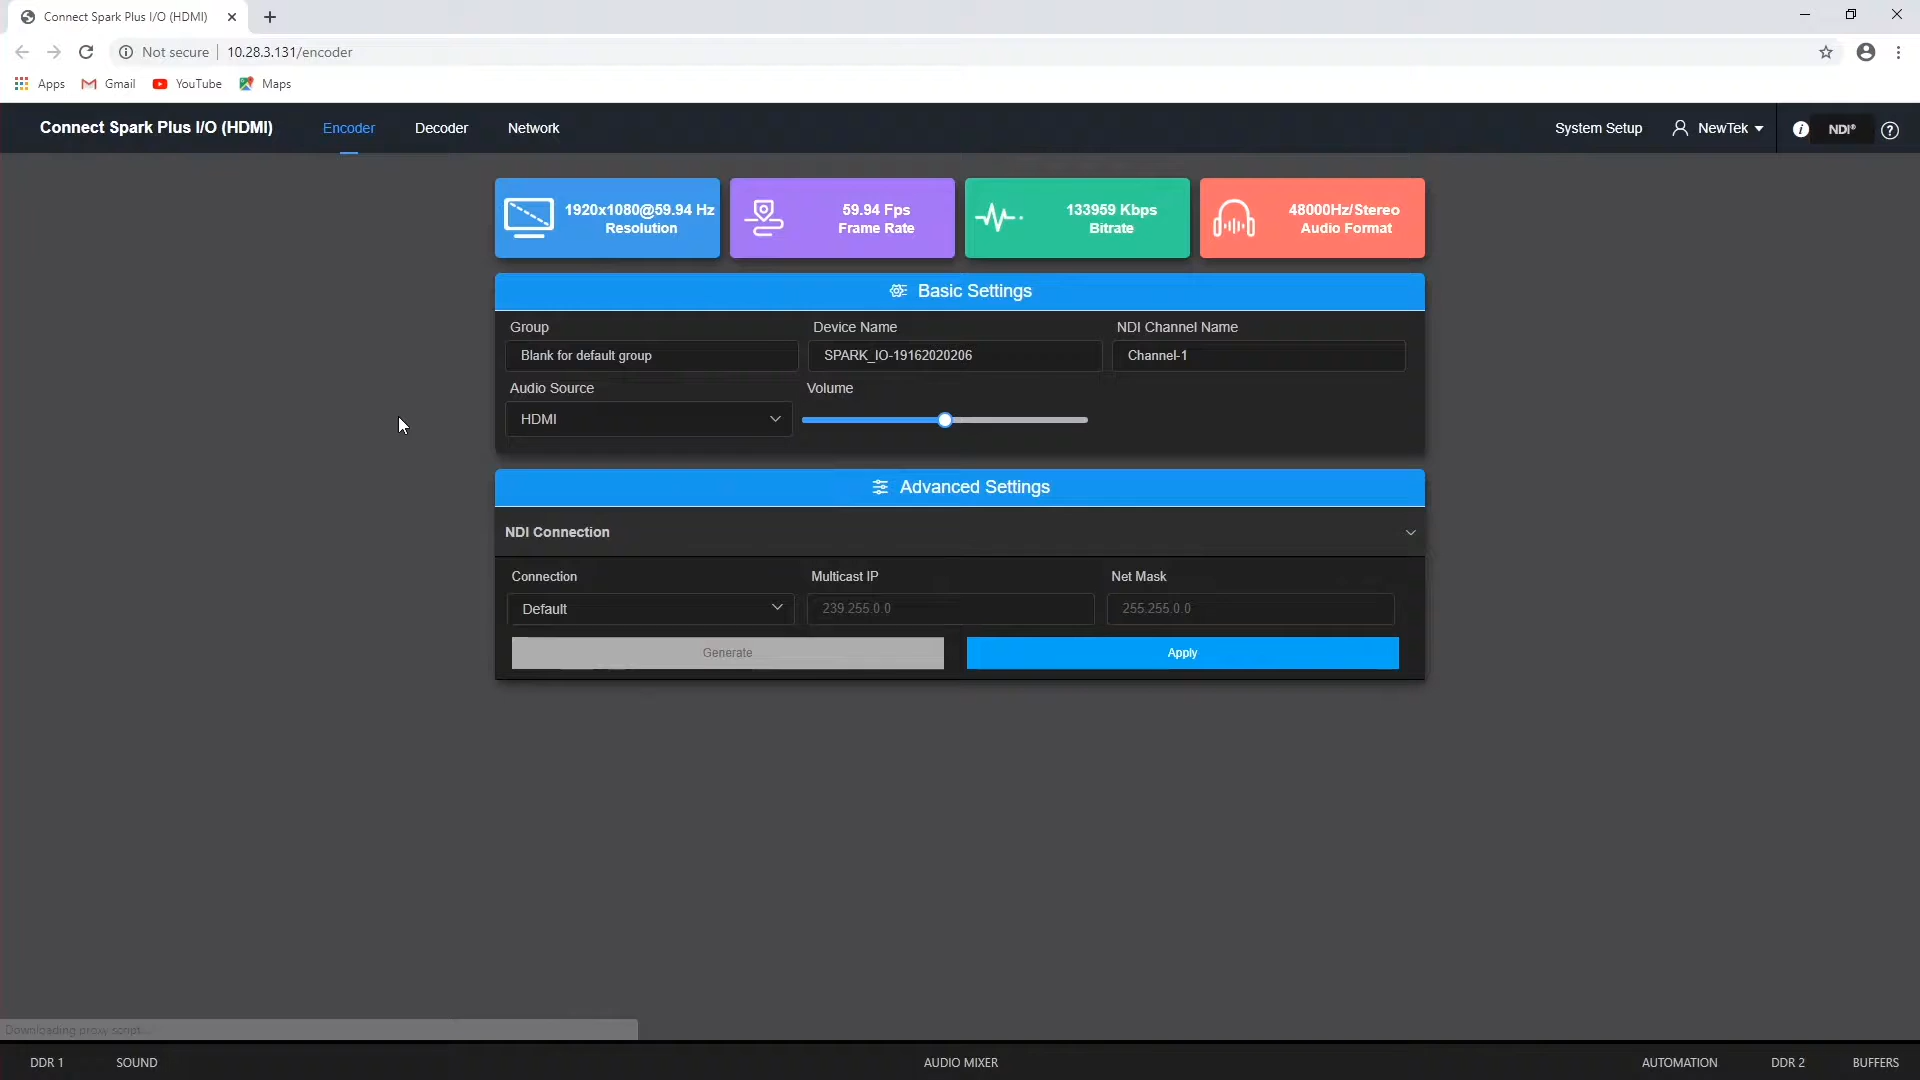 Connect Spark Plus I/O (HDMI)
Not secure
10.28.3.131/encoder
Apps
Gmail
YouTube
Maps
Connect Spark Plus I/O (HDMI)
Encoder
Decoder
Network
System Setup
NewTek
NDI®
1920x1080@59.94 Hz
Resolution
59.94 Fps
Frame Rate
133959 Kbps
Bitrate
48000Hz/Stereo
Audio Format
Basic Settings
Group
Device Name
NDI Channel Name
Blank for default group
SPARK_IO-19162020206
Channel-1
Audio Source
Volume
HDMI
Advanced Settings
NDI Connection
Connection
Multicast IP
Net Mask
Default
239.255.0.0
255.255.0.0
Generate
Apply
Downloading proxy script...
DDR 1
SOUND
AUDIO MIXER
AUTOMATION
DDR 2
BUFFERS